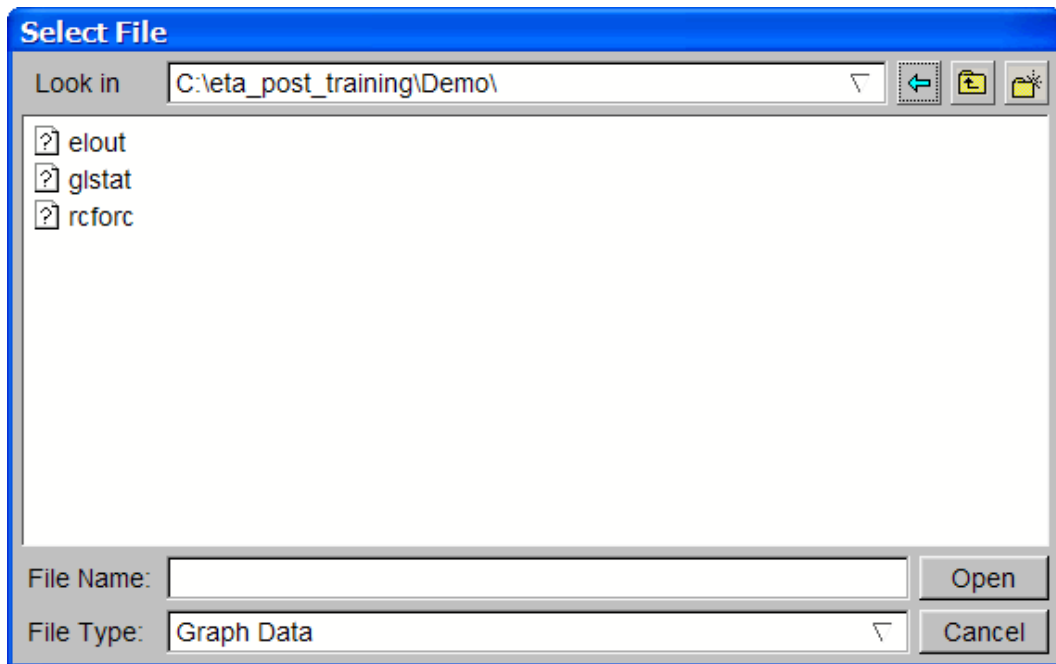 Select File
Look in C:\eta_post_training\Demo\
elout
glstat
rcforc
File Name: Open
File Type: Graph Data Cancel